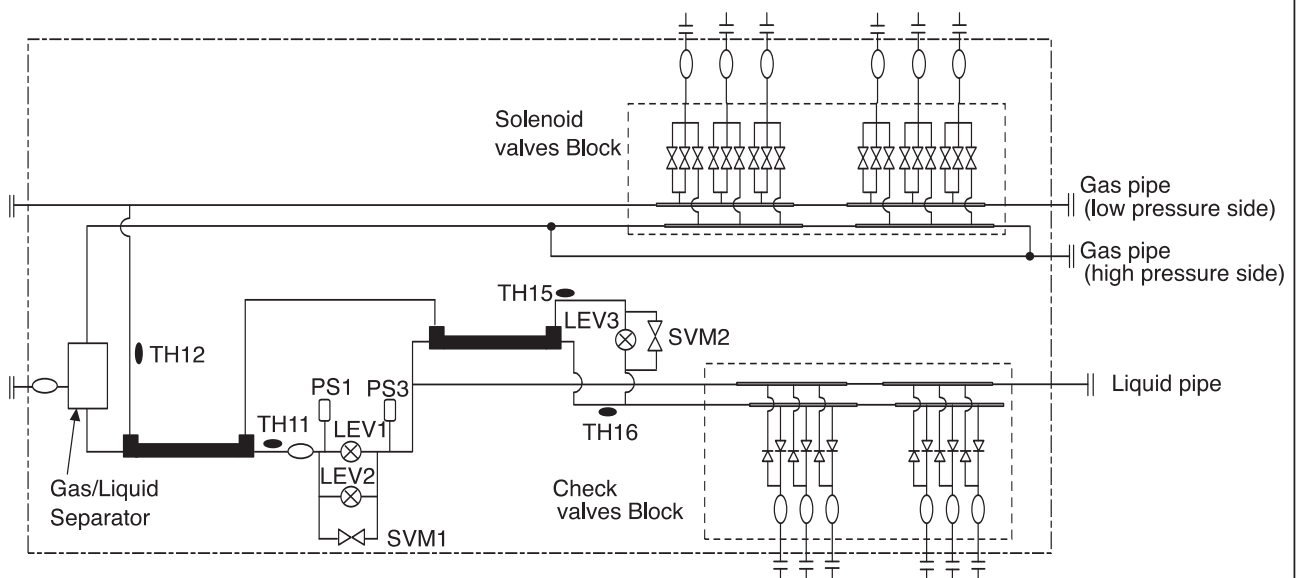 Solenoid
valves Block
Gas pipe
(low pressure side)
Gas pipe
(high pressure side)
TH15
LEV3
SVM2
TH12
PS1
PS3
Liquid pipe
TH11
LEV1
TH16
LEV2
Gas/Liquid
Separator
Check
valves Block
SVM1